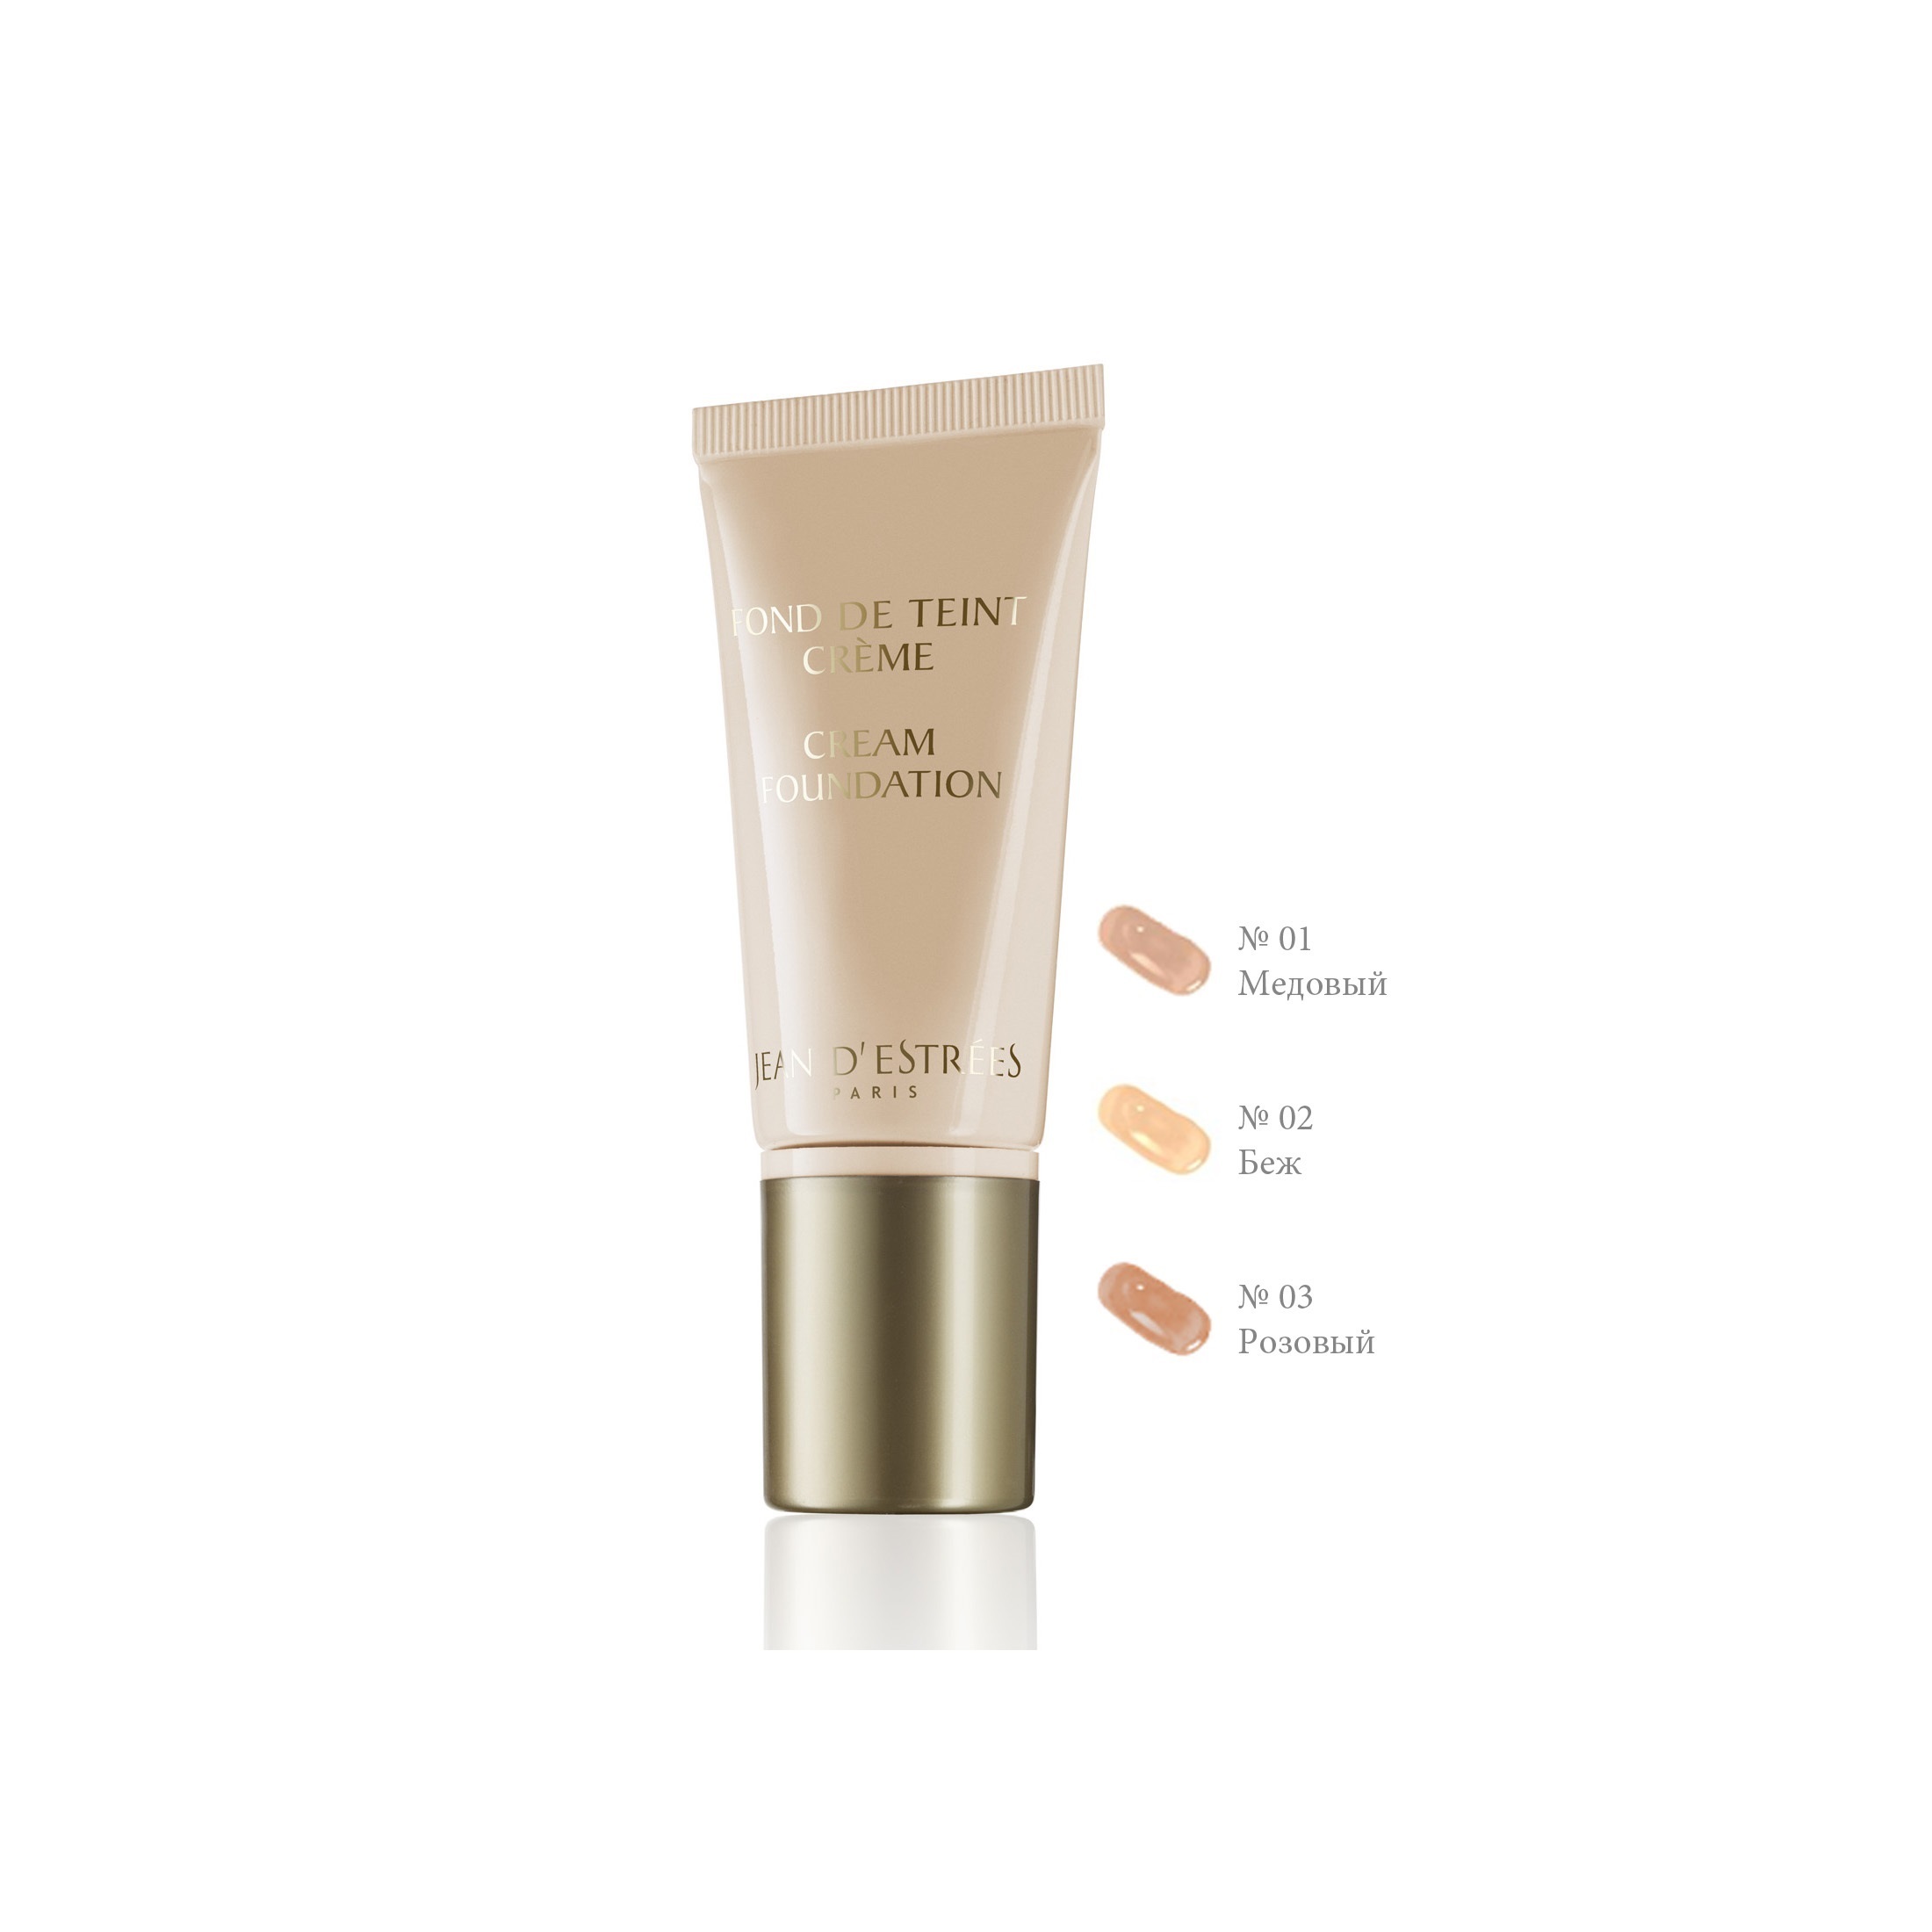 FOND DE TEINT
CRÈME
CREAM
FOUNDATION
JEAN D'ESTRÉES
PARIS
№ 01
Медовый
№ 02
Беж
№ 03
Розовый